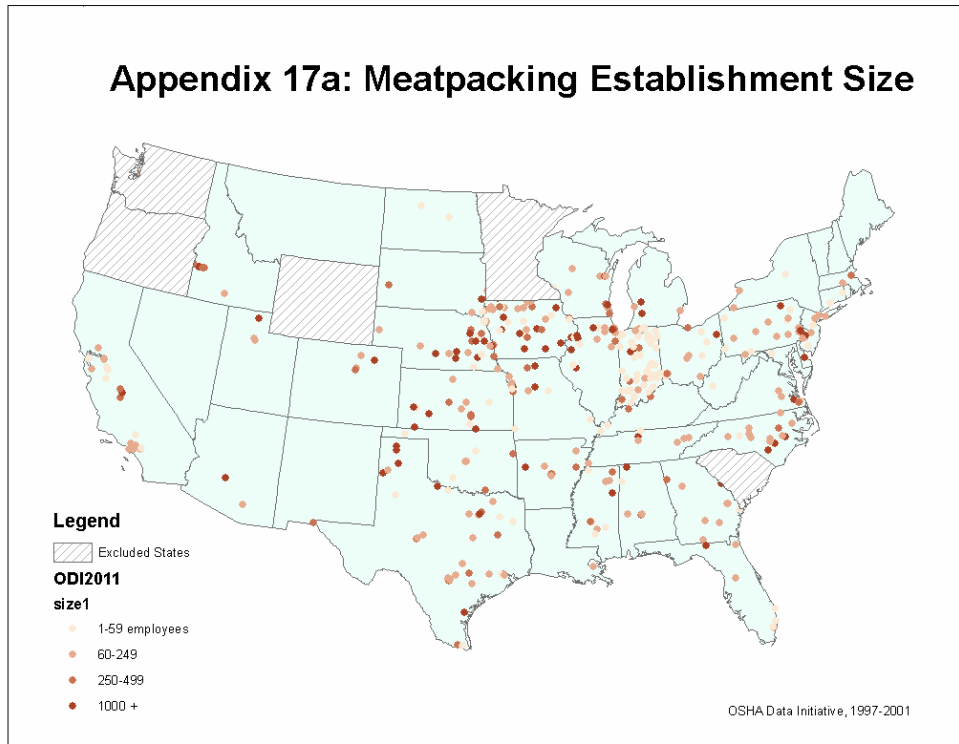 Appendix 17a: Meatpacking Establishment Size
Legend
Excluded States
ODI2011
size1
1-59 employees
60-249
250-499
1000 +
OSHA Data Initiative, 1997-2001